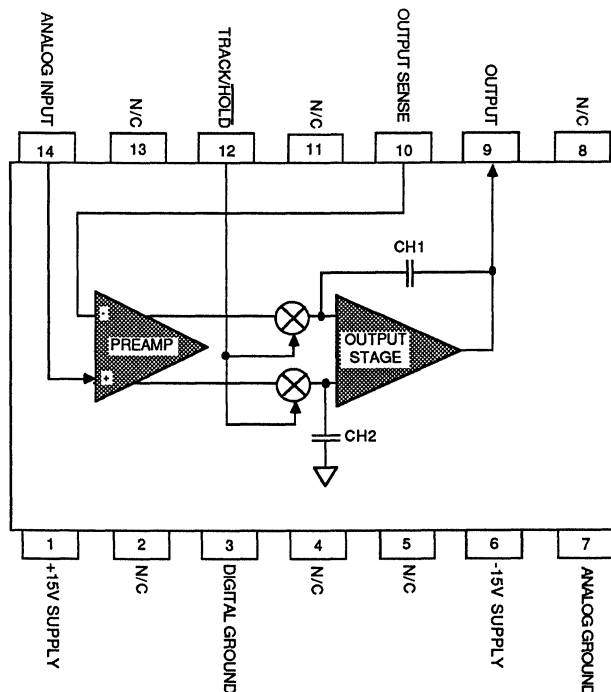 ANALOG INPUT
N/C
TRACK/HOLD
N/C
OUTPUT SENSE
OUTPUT
N/C
14
13
12
11
10
9
8
CH1
-
PREAMP
+
OUTPUT
STAGE
CH2
1
2
3
4
5
6
7
+15V SUPPLY
N/C
DIGITAL GROUND
N/C
N/C
-15V SUPPLY
ANALOG GROUND